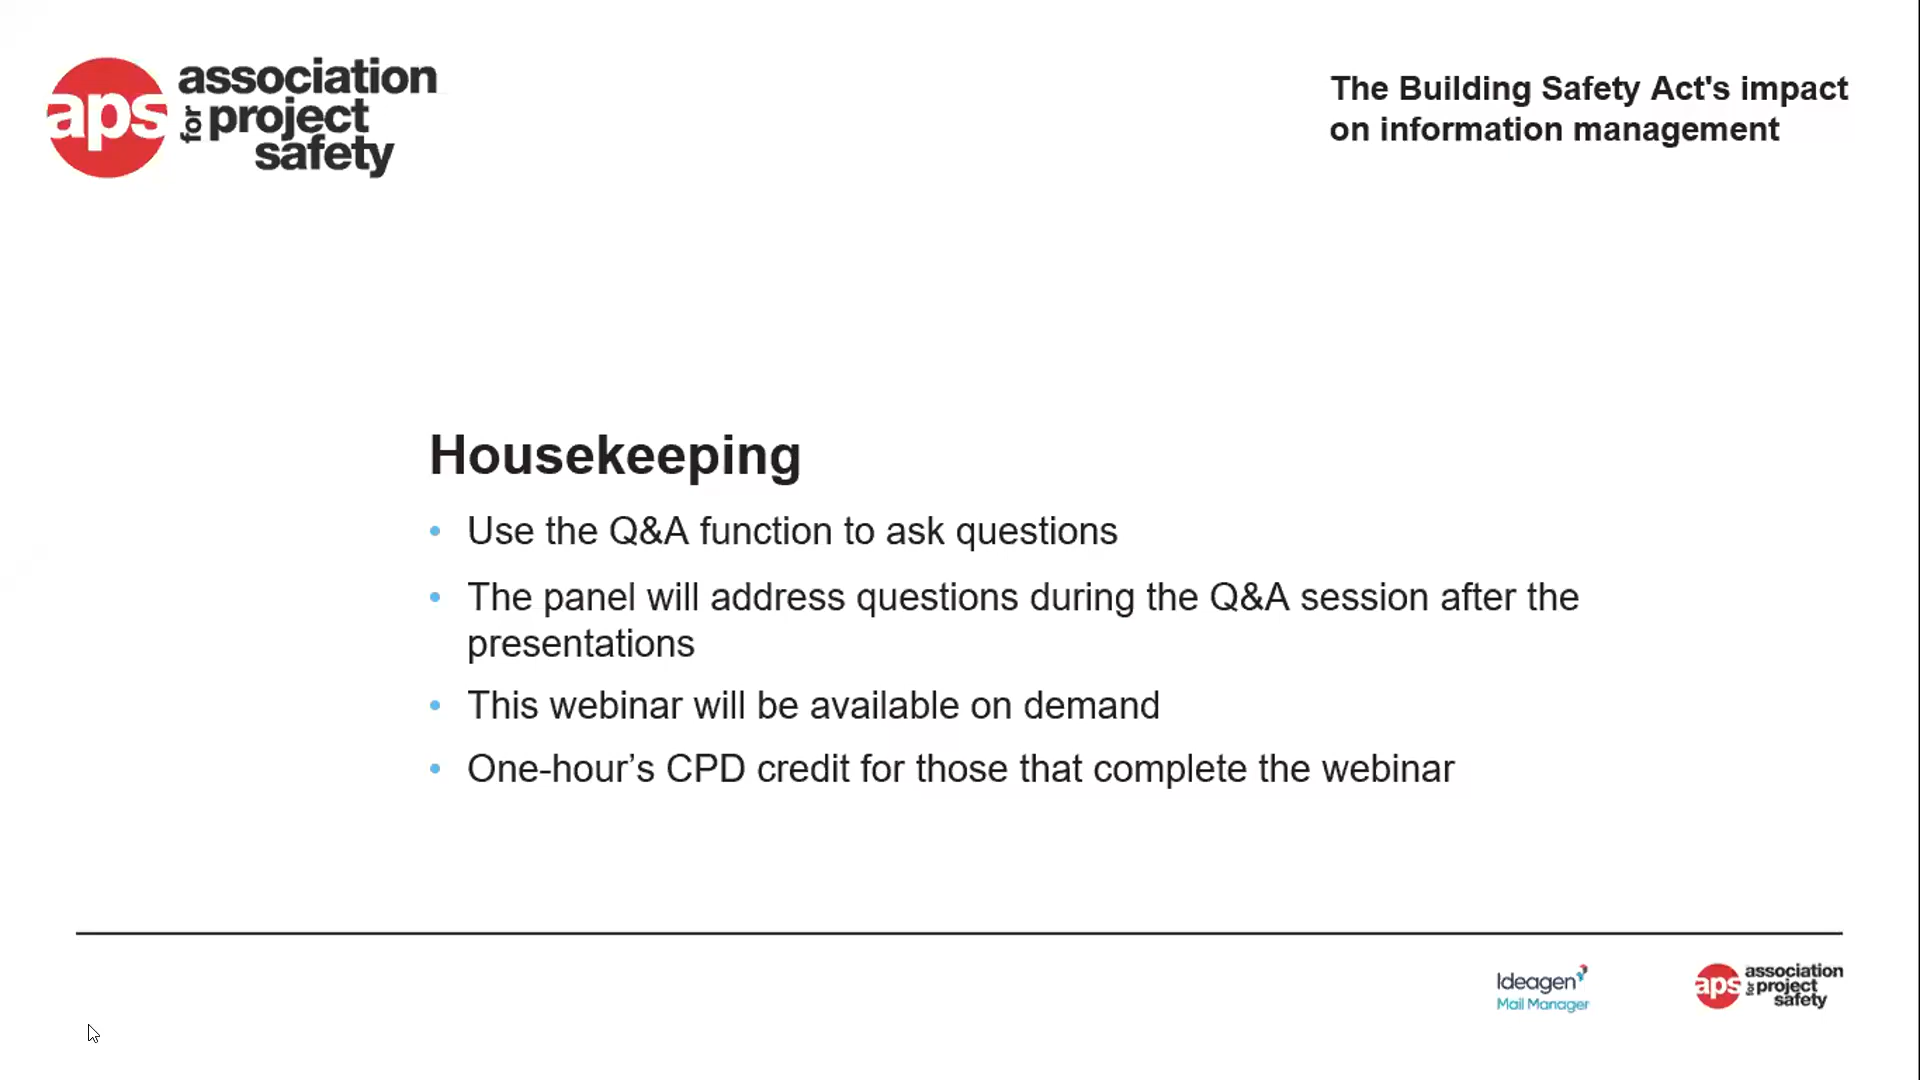 aps association
for project
safety
The Building Safety Act's impact
on information management
Housekeeping
• Use the Q&A function to ask questions
• The panel will address questions during the Q&A session after the
presentations
• This webinar will be available on demand
• One-hour’s CPD credit for those that complete the webinar
Ideagen
Mail Manager
aps association
for project
safety